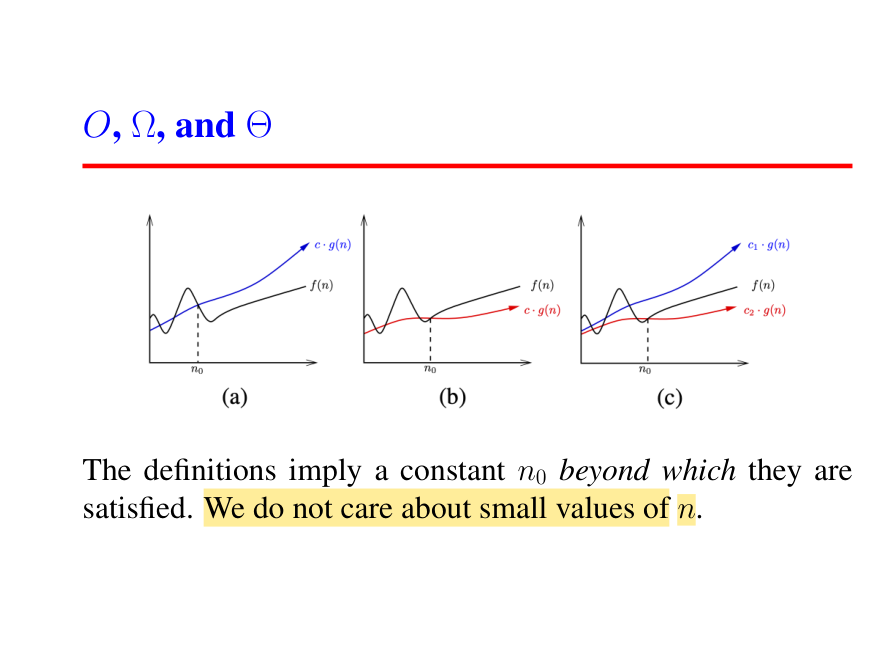 O, Ω, and Θ
c · g(n)
f(n)
n₀
(a)
f(n)
c · g(n)
n₀
(b)
c₁ · g(n)
f(n)
c₂ · g(n)
n₀
(c)
The definitions imply a constant n₀ beyond which they are
satisfied. We do not care about small values of n.